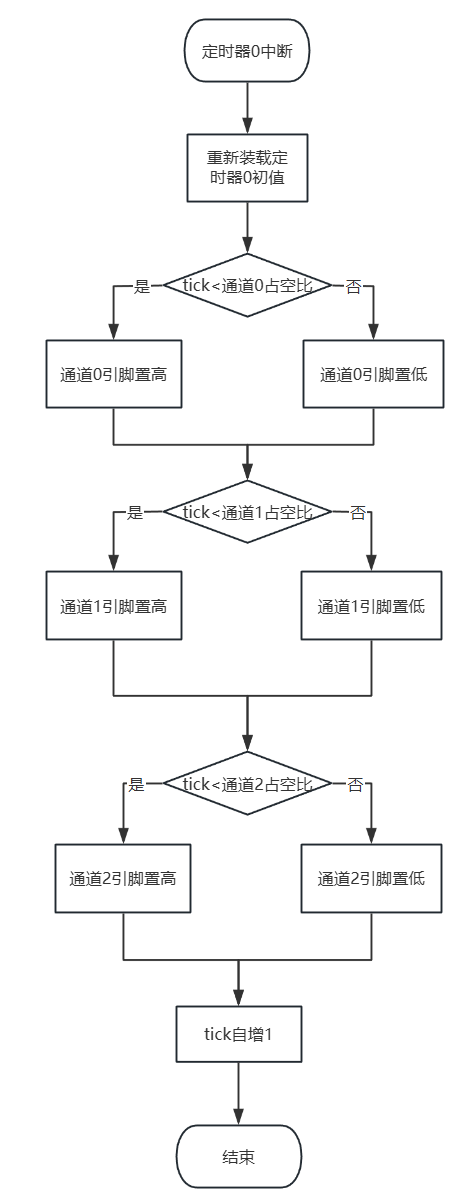 定时器0中断
重新装载定
时器0初值
tick<通道0占空比
是
否
通道0引脚置高
通道0引脚置低
tick<通道1占空比
是
否
通道1引脚置高
通道1引脚置低
tick<通道2占空比
是
否
通道2引脚置高
通道2引脚置低
tick自增1
结束